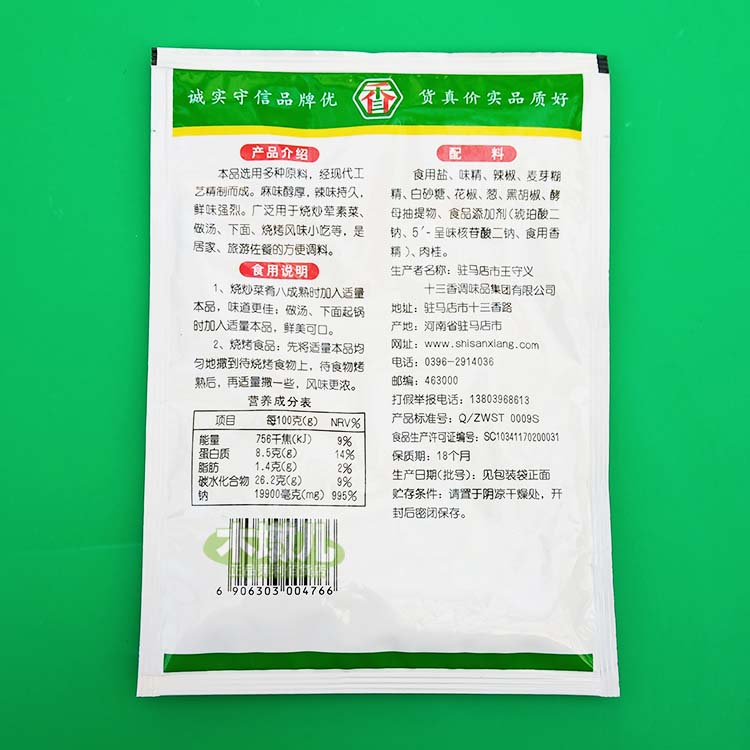 诚实守信品牌优
香
货真价实品质好
产品介绍
本品选用多种原料，经现代工
艺精制而成。麻味醇厚，辣味持久，
鲜味强烈。广泛用于烧炒荤素菜、
做汤、下面、烧烤风味小吃等，是
居家、旅游佐餐的方便调料。
食用说明
1、烧炒菜肴八成熟时加入适量
本品，味道更佳；做汤、下面起锅
时加入适量本品，鲜美可口。
2、烧烤食品：先将适量本品均
匀地撒到待烧烤食物上，待食物烤
熟后，再适量撒一些，风味更浓。
营养成分表
项目 每100克(g) NRV%
能量 756千焦(kJ) 9%
蛋白质 8.5克(g) 14%
脂肪 1.4克(g) 2%
碳水化合物 26.2克(g) 9%
钠 19900毫克(mg) 995%
6 906303 004766
配料
食用盐、味精、辣椒、麦芽糊
精、白砂糖、花椒、葱、黑胡椒、酵
母抽提物、食品添加剂(琥珀酸二
钠、5′-呈味核苷酸二钠、食用香
精)、肉桂。
生产者名称：驻马店市王守义
十三香调味品集团有限公司
地址：驻马店市十三香路
产地：河南省驻马店市
网址：www.shisanxiang.com
电话：0396-2914036
邮编：463000
打假举报电话：13803968613
产品标准号：Q/ZWST 0009S
食品生产许可证编号：SC10341170200031
保质期：18个月
生产日期(批号)：见包装袋正面
贮存条件：请置于阴凉干燥处，开
封后密闭保存。